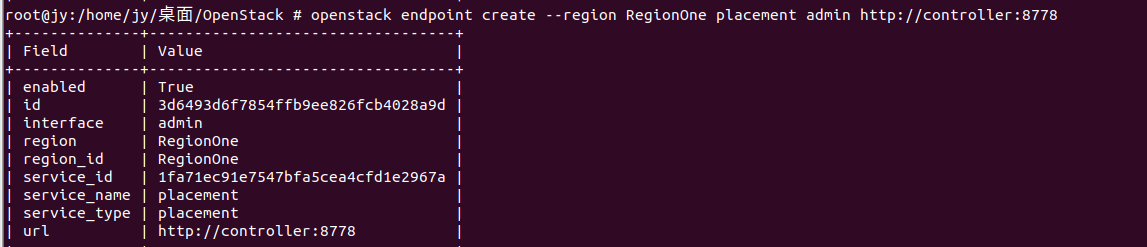 root@jy:/home/jy/桌面/OpenStack # openstack endpoint create --region RegionOne placement admin http://controller:8778
+--------------+----------------------------------+
| Field        | Value                            |
+--------------+----------------------------------+
| enabled      | True                             |
| id           | 3d6493d6f7854ffb9ee826fcb4028a9d |
| interface    | admin                            |
| region       | RegionOne                        |
| region_id    | RegionOne                        |
| service_id   | 1fa71ec91e7547bfa5cea4cfd1e2967a |
| service_name | placement                        |
| service_type | placement                        |
| url          | http://controller:8778           |